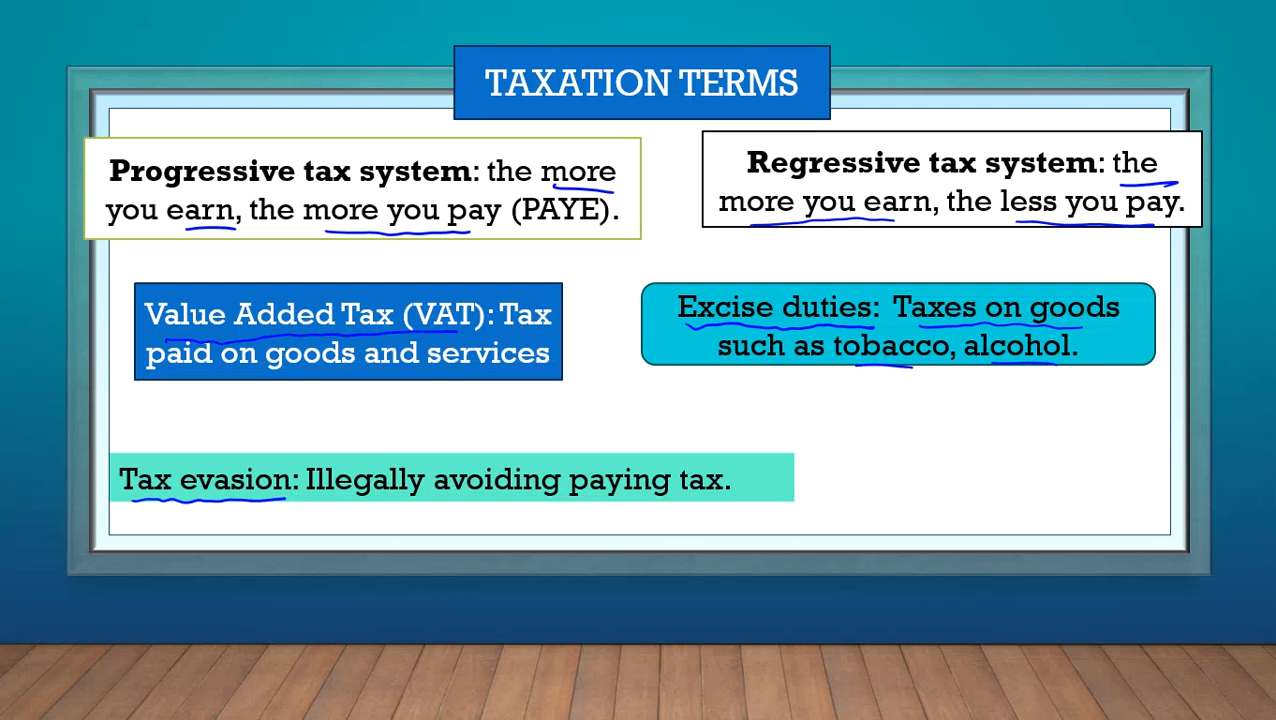 TAXATION TERMS
Progressive tax system: the more
you earn, the more you pay (PAYE).
Regressive tax system: the
more you earn, the less you pay.
Value Added Tax (VAT): Tax
paid on goods and services
Excise duties: Taxes on goods
such as tobacco, alcohol.
Tax evasion: Illegally avoiding paying tax.